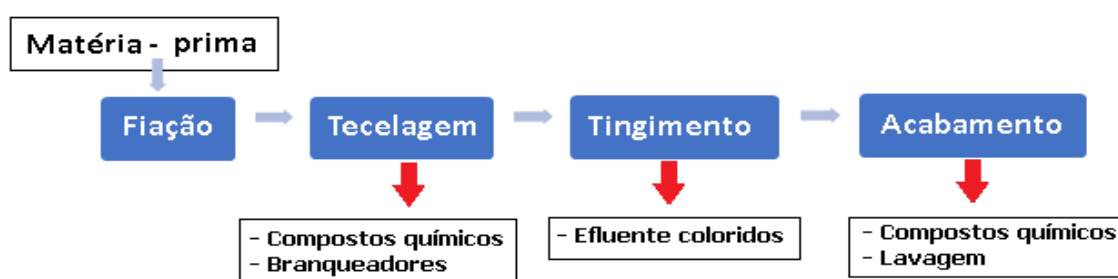 Matéria - prima
Fiação
Tecelagem
Tingimento
Acabamento
- Compostos químicos
- Branqueadores
- Efluente coloridos
- Compostos químicos
- Lavagem